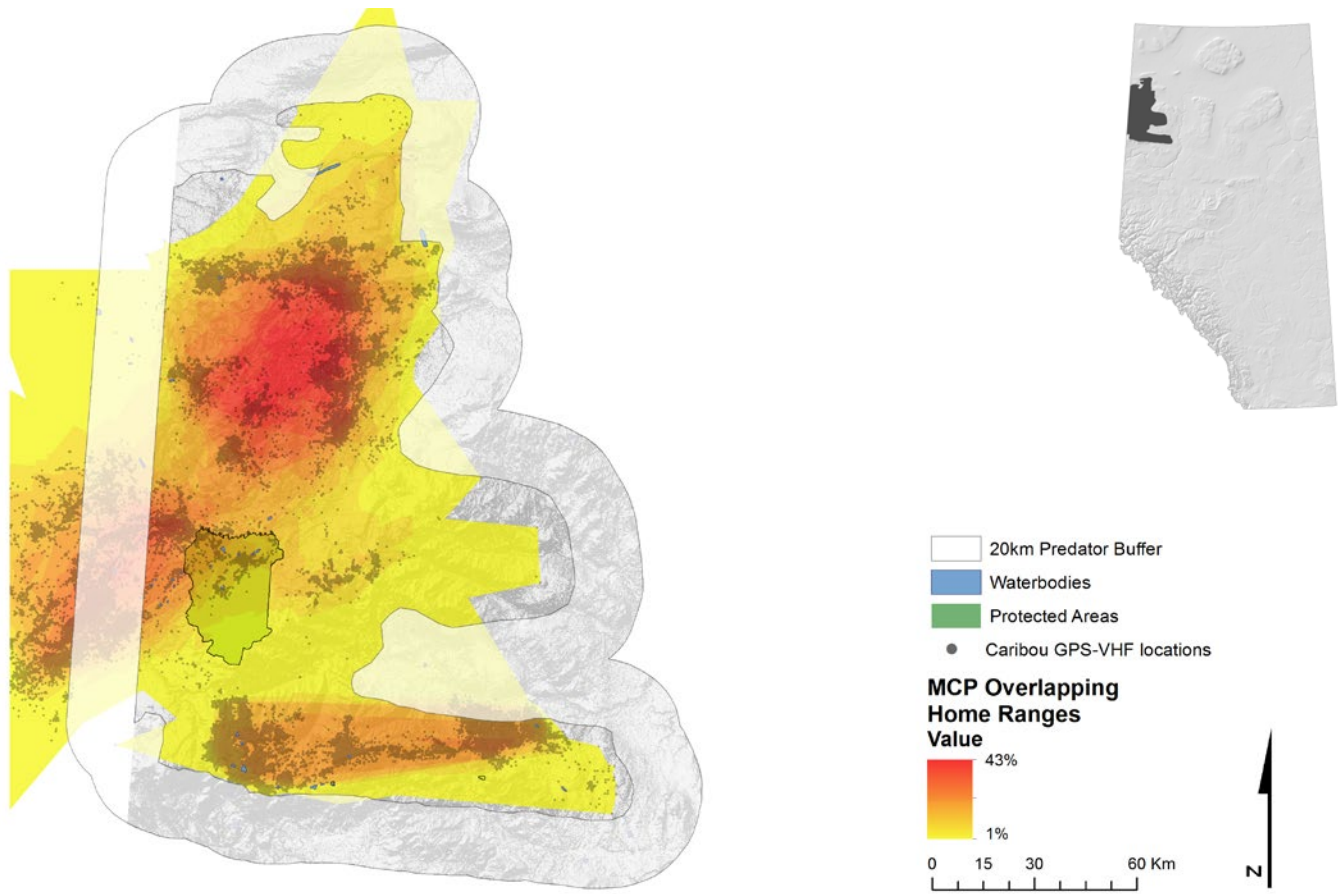 20km Predator Buffer
Waterbodies
Protected Areas
Caribou GPS-VHF locations
MCP Overlapping
Home Ranges
Value
43%
1%
0 15 30 60 Km
N